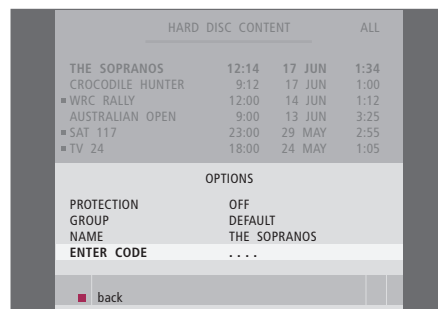 HARD DISC CONTENT ALL
THE SOPRANOS 12:14 17 JUN 1:34
CROCODILE HUNTER 9:12 17 JUN 1:00
WRC RALLY 12:00 14 JUN 1:12
AUSTRALIAN OPEN 9:00 13 JUN 3:25
SAT 117 23:00 29 MAY 2:55
TV 24 18:00 24 MAY 1:05
OPTIONS
PROTECTION OFF
GROUP DEFAULT
NAME THE SOPRANOS
ENTER CODE . . . .
back